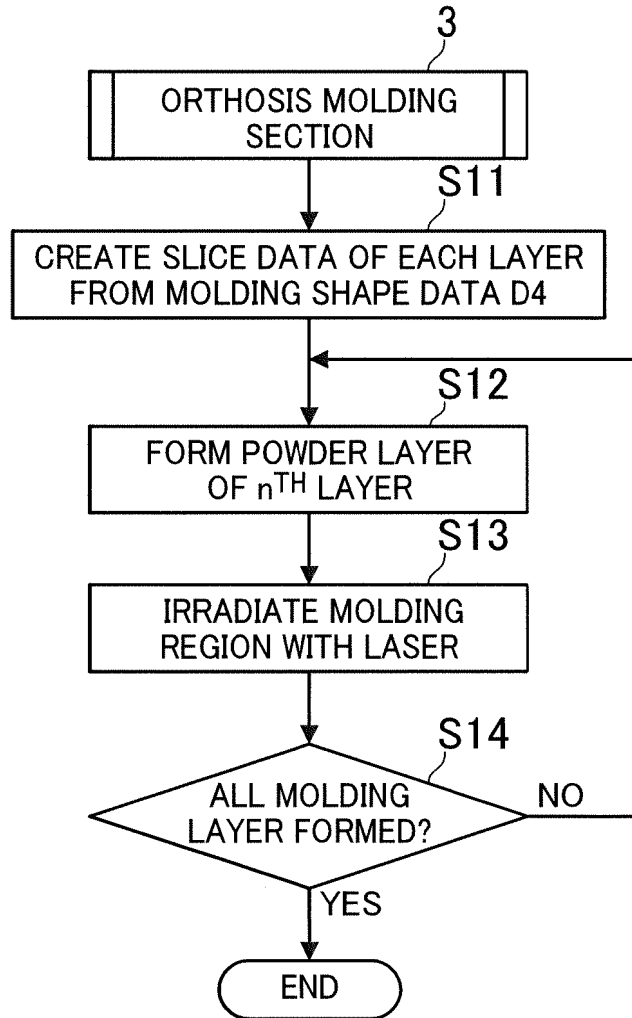 3
ORTHOSIS MOLDING
SECTION
S11
CREATE SLICE DATA OF EACH LAYER
FROM MOLDING SHAPE DATA D4
S12
FORM POWDER LAYER
OF nTH LAYER
S13
IRRADIATE MOLDING
REGION WITH LASER
S14
ALL MOLDING
LAYER FORMED?
NO
YES
END